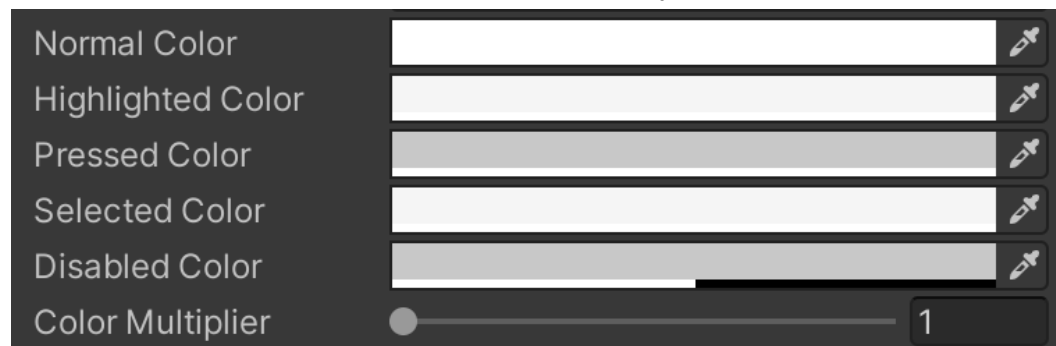 Normal Color
Highlighted Color
Pressed Color
Selected Color
Disabled Color
Color Multiplier 1